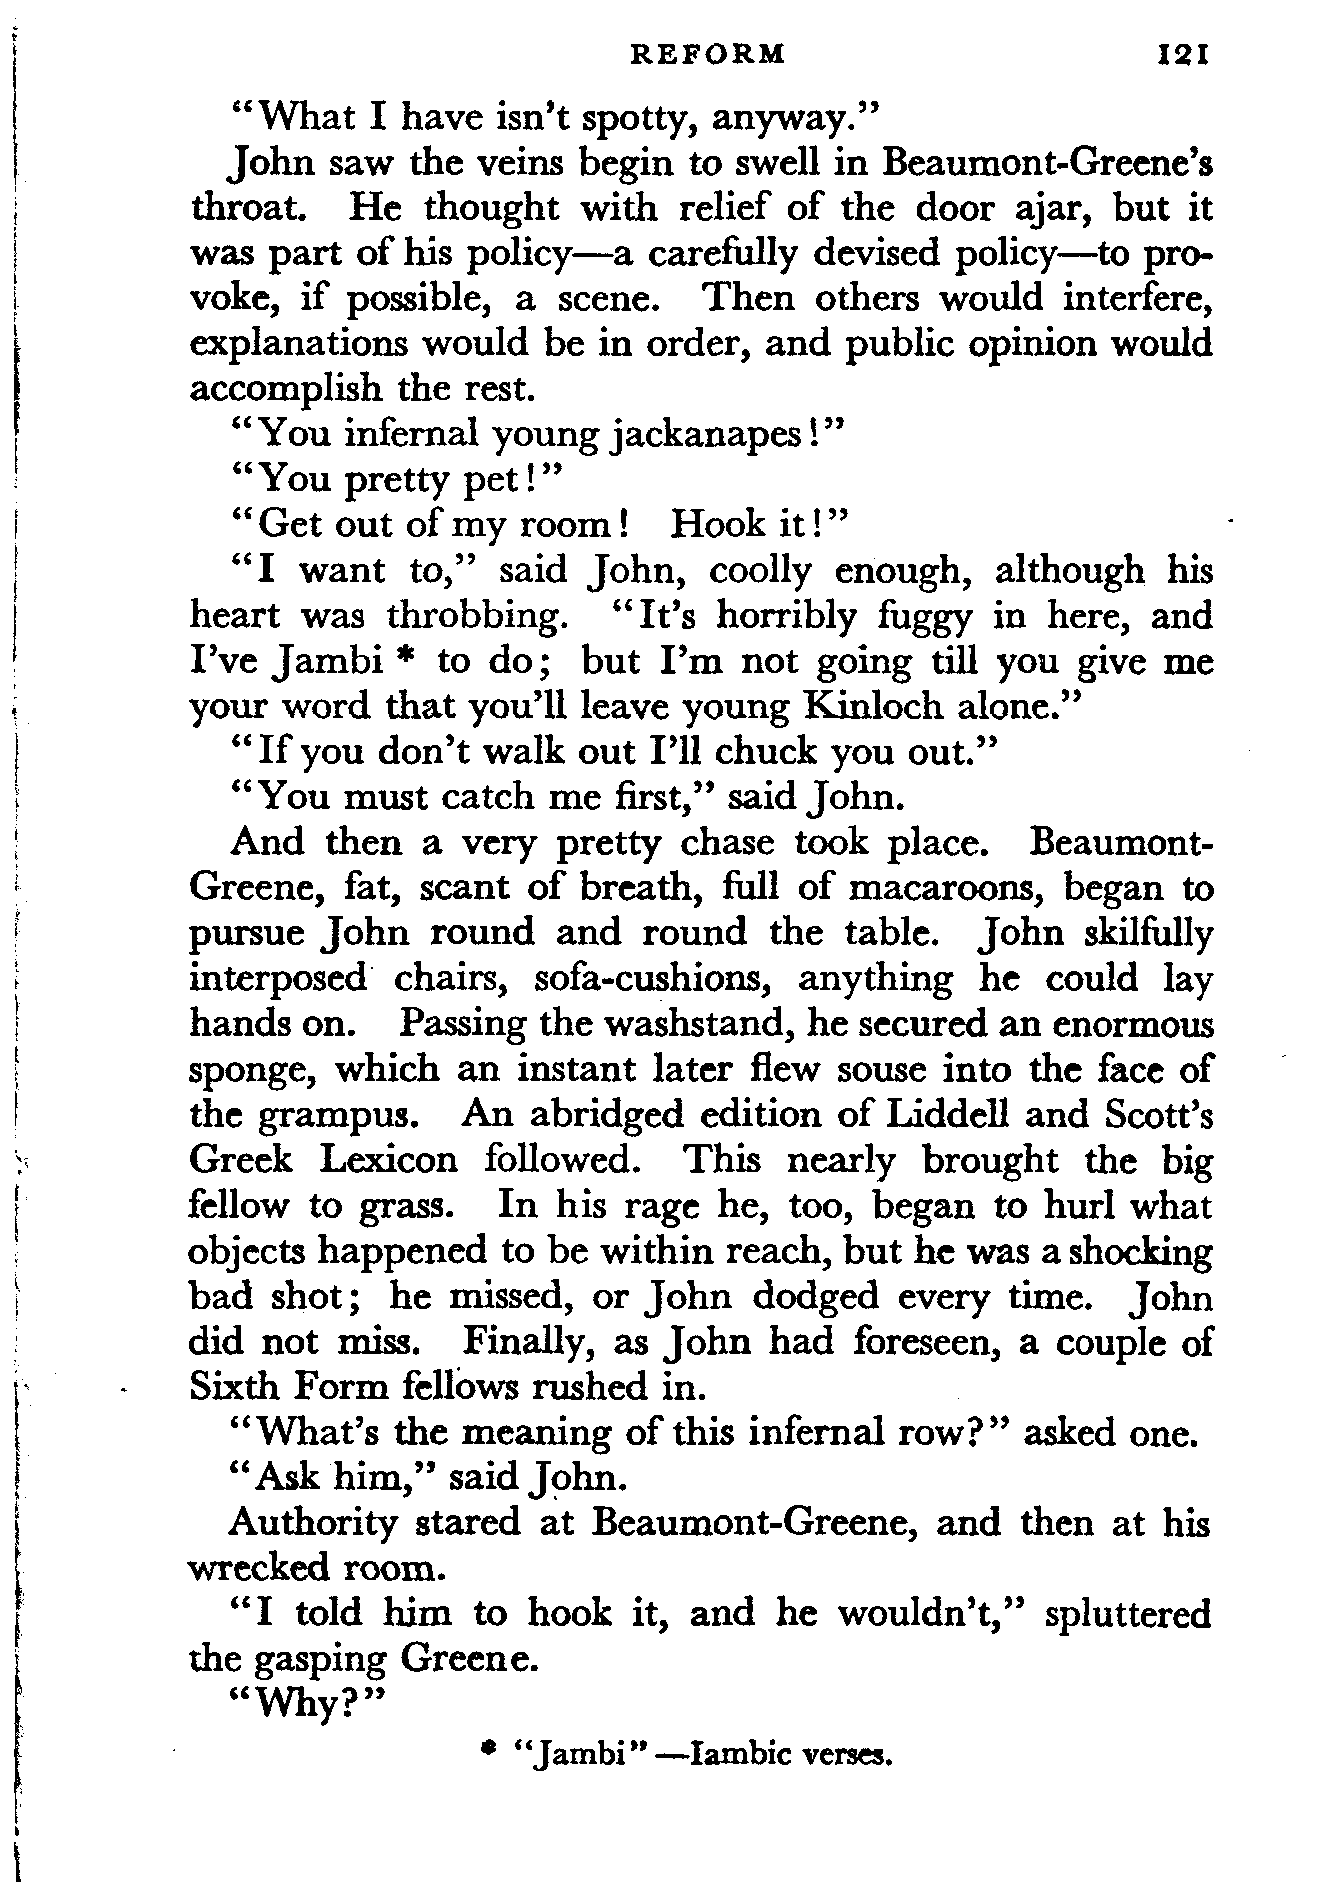 REFORM 121
“What I have isn’t spotty, anyway.”
John saw the veins begin to swell in Beaumont-Greene’s
throat. He thought with relief of the door ajar, but it
was part of his policy—a carefully devised policy—to pro-
voke, if possible, a scene. Then others would interfere,
explanations would be in order, and public opinion would
accomplish the rest.
“You infernal young jackanapes!”
“You pretty pet!”
“Get out of my room! Hook it!”
“I want to,” said John, coolly enough, although his
heart was throbbing. “It’s horribly fuggy in here, and
I’ve Jambi * to do; but I’m not going till you give me
your word that you’ll leave young Kinloch alone.”
“If you don’t walk out I’ll chuck you out.”
“You must catch me first,” said John.
And then a very pretty chase took place. Beaumont-
Greene, fat, scant of breath, full of macaroons, began to
pursue John round and round the table. John skilfully
interposed chairs, sofa-cushions, anything he could lay
hands on. Passing the washstand, he secured an enormous
sponge, which an instant later flew souse into the face of
the grampus. An abridged edition of Liddell and Scott’s
Greek Lexicon followed. This nearly brought the big
fellow to grass. In his rage he, too, began to hurl what
objects happened to be within reach, but he was a shocking
bad shot; he missed, or John dodged every time. John
did not miss. Finally, as John had foreseen, a couple of
Sixth Form fellows rushed in.
“What’s the meaning of this infernal row?” asked one.
“Ask him,” said John.
Authority stared at Beaumont-Greene, and then at his
wrecked room.
“I told him to hook it, and he wouldn’t,” spluttered
the gasping Greene.
“Why?”
* “Jambi”—Iambic verses.